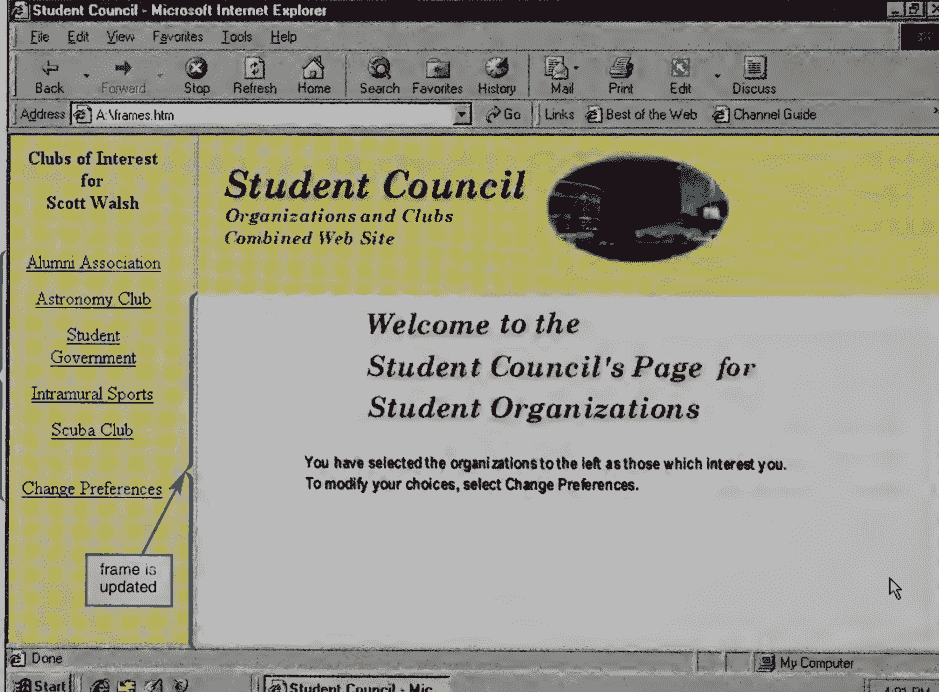 Student Council - Microsoft Internet Explorer
File Edit View Favorites Tools Help
Back Forward Stop Refresh Home Search Favorites History Mail Print Edit Discuss
Address A:\frames.htm Go Links Best of the Web Channel Guide
Clubs of Interest
for
Scott Walsh
Alumni Association
Astronomy Club
Student
Government
Intramural Sports
Scuba Club
Change Preferences
frame is
updated
Student Council
Organizations and Clubs
Combined Web Site
Welcome to the
Student Council's Page for
Student Organizations
You have selected the organizations to the left as those which interest you.
To modify your choices, select Change Preferences.
Done My Computer
Start Student Council - Mic...